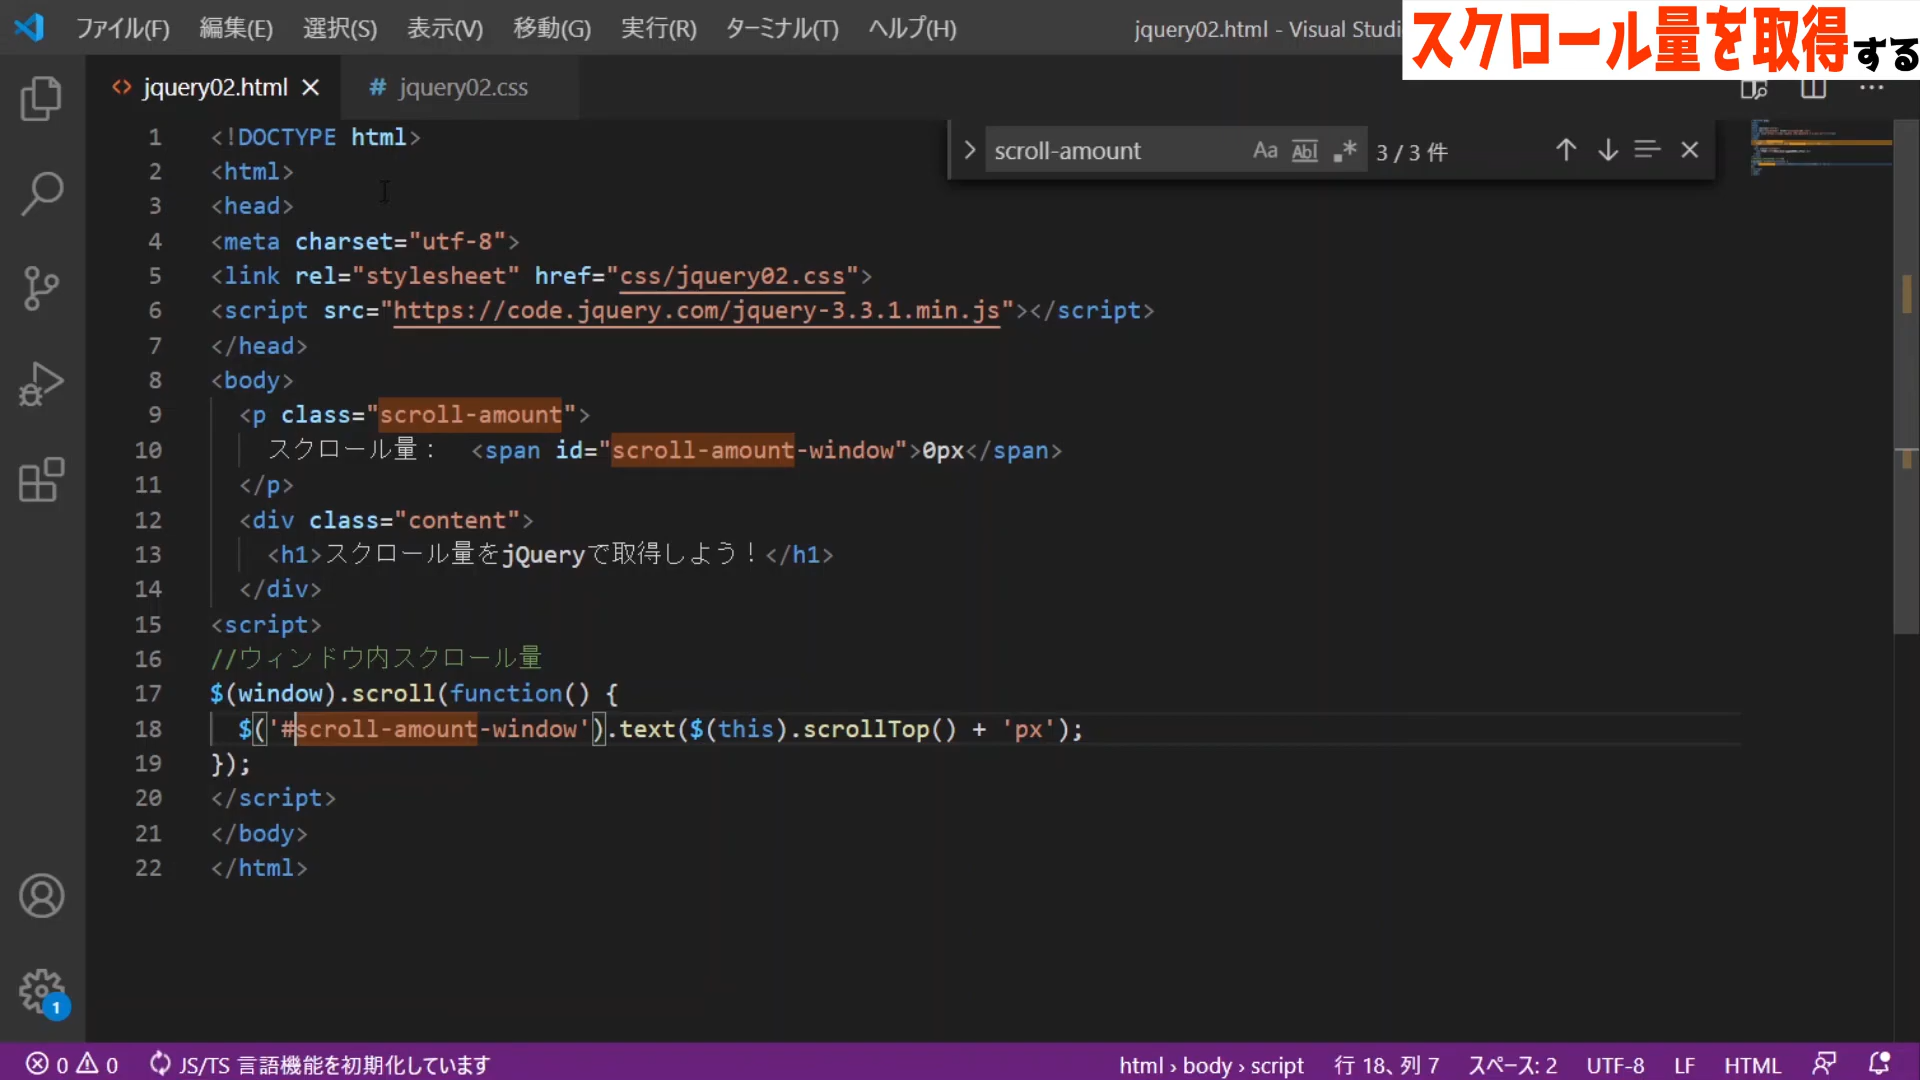 ファイル(F) 編集(E) 選択(S) 表示(V) 移動(G) 実行(R) ターミナル(T) ヘルプ(H) jquery02.html - Visual Studi
スクロール量を取得する
jquery02.html
# jquery02.css
scroll-amount Aa Abl .* 3 / 3 件
1 <!DOCTYPE html>
2 <html>
3 <head>
4 <meta charset="utf-8">
5 <link rel="stylesheet" href="css/jquery02.css">
6 <script src="https://code.jquery.com/jquery-3.3.1.min.js"></script>
7 </head>
8 <body>
9 <p class="scroll-amount">
10 スクロール量： <span id="scroll-amount-window">0px</span>
11 </p>
12 <div class="content">
13 <h1>スクロール量をjQueryで取得しよう！</h1>
14 </div>
15 <script>
16 //ウィンドウ内スクロール量
17 $(window).scroll(function() {
18 $('#scroll-amount-window').text($(this).scrollTop() + 'px');
19 });
20 </script>
21 </body>
22 </html>
1
0 0 JS/TS 言語機能を初期化しています html › body › script 行 18、列 7 スペース: 2 UTF-8 LF HTML